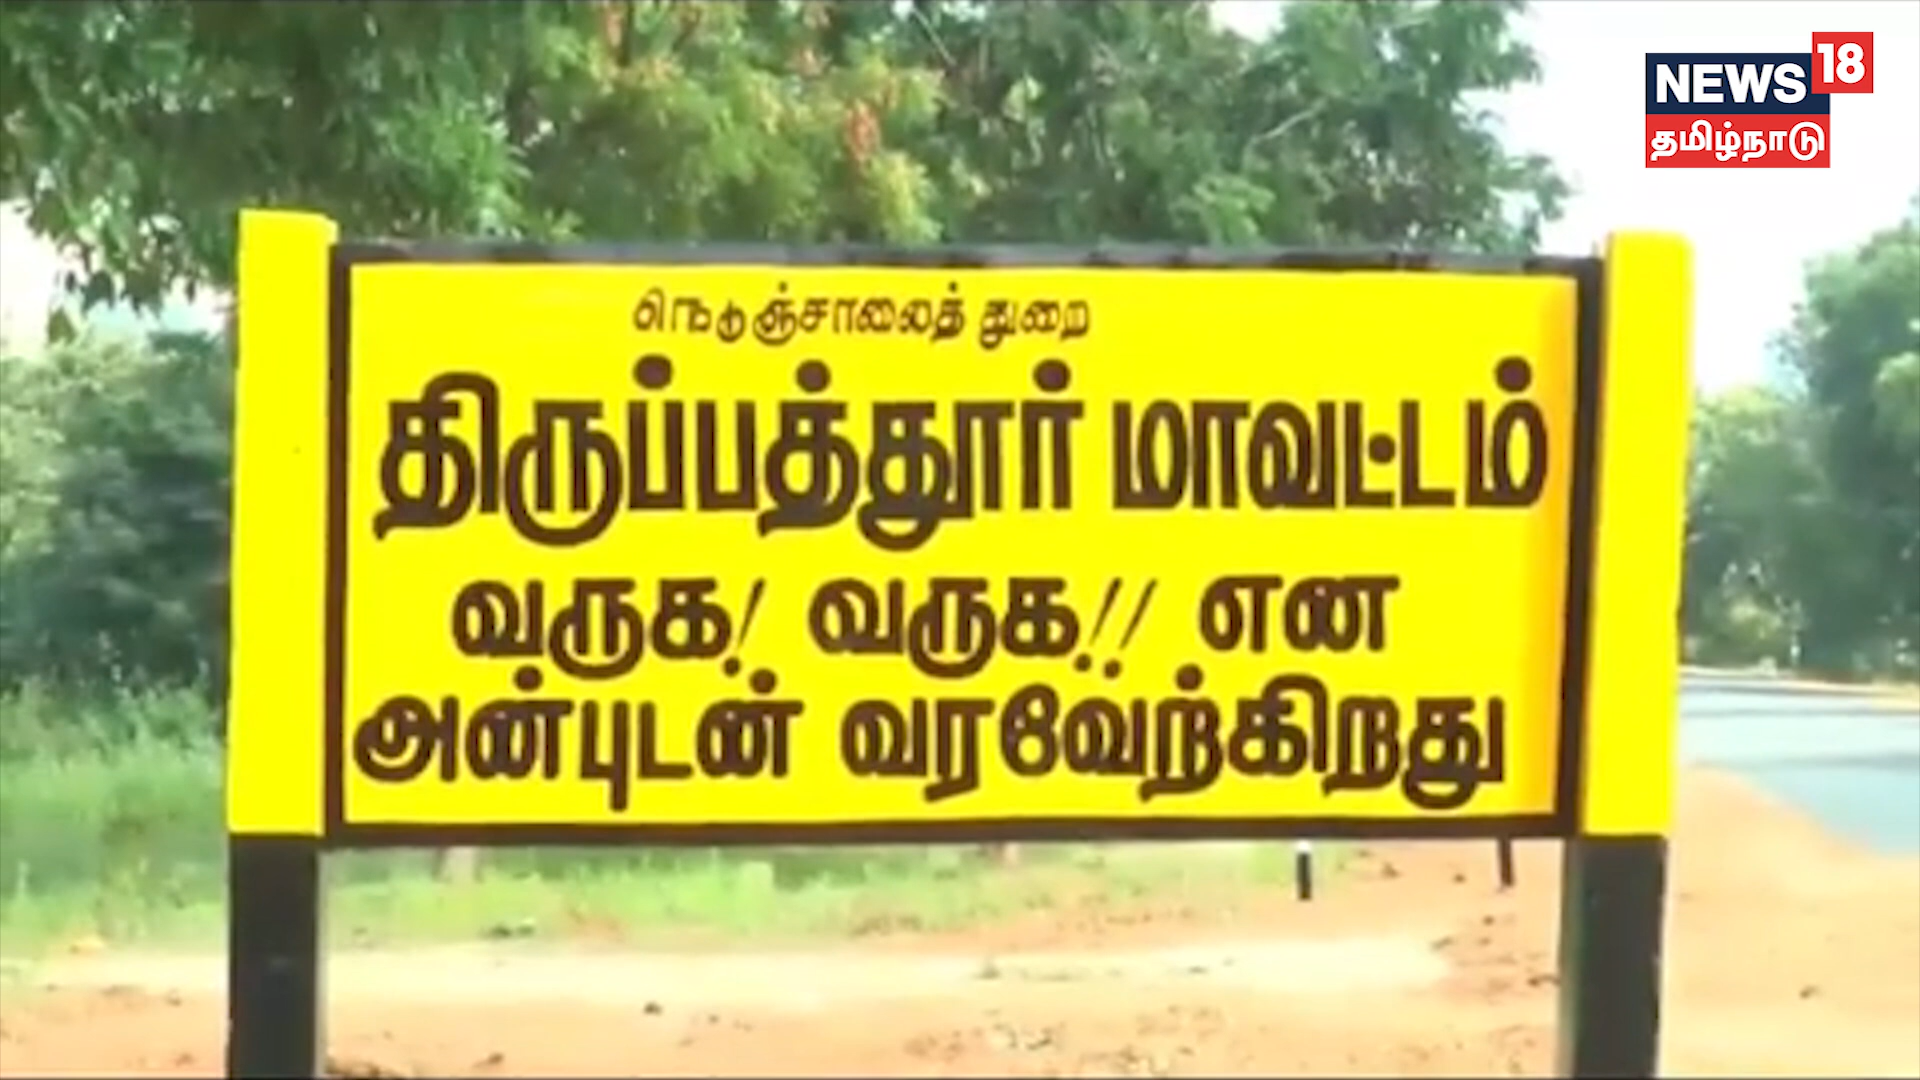 NEWS 18
தமிழ்நாடு
நெடுஞ்சாலைத் துறை
திருப்பத்தூர் மாவட்டம்
வருக! வருக!! என
அன்புடன் வரவேற்கிறது